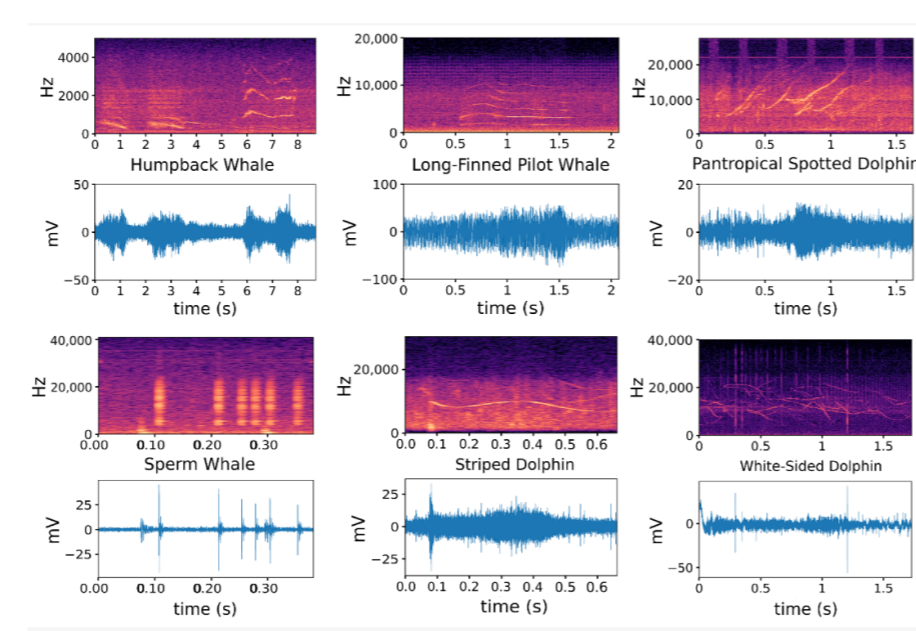 4000
2000
0
Hz
0 1 2 3 4 5 6 7 8
Humpback Whale
20,000
10,000
0
Hz
0 0.5 1 1.5 2
Long-Finned Pilot Whale
20,000
10,000
0
Hz
0 0.5 1 1.5
Pantropical Spotted Dolphin
50
0
−50
mV
0 1 2 3 4 5 6 7 8
time (s)
100
0
−100
mV
0 0.5 1 1.5 2
time (s)
20
0
−20
mV
0 0.5 1 1.5
time (s)
40,000
20,000
0
Hz
0.00 0.1 0.20 0.30
Sperm Whale
20,000
0
Hz
0.0 0.1 0.2 0.3 0.4 0.5 0.6
Striped Dolphin
40,000
20,000
0
Hz
0 0.5 1 1.5
White-Sided Dolphin
25
0
−25
mV
0.00 0.1 0.20 0.30
time (s)
25
0
−25
mV
0.0 0.1 0.2 0.3 0.4 0.5 0.6
time (s)
0
−50
mV
0 0.5 1 1.5
time (s)